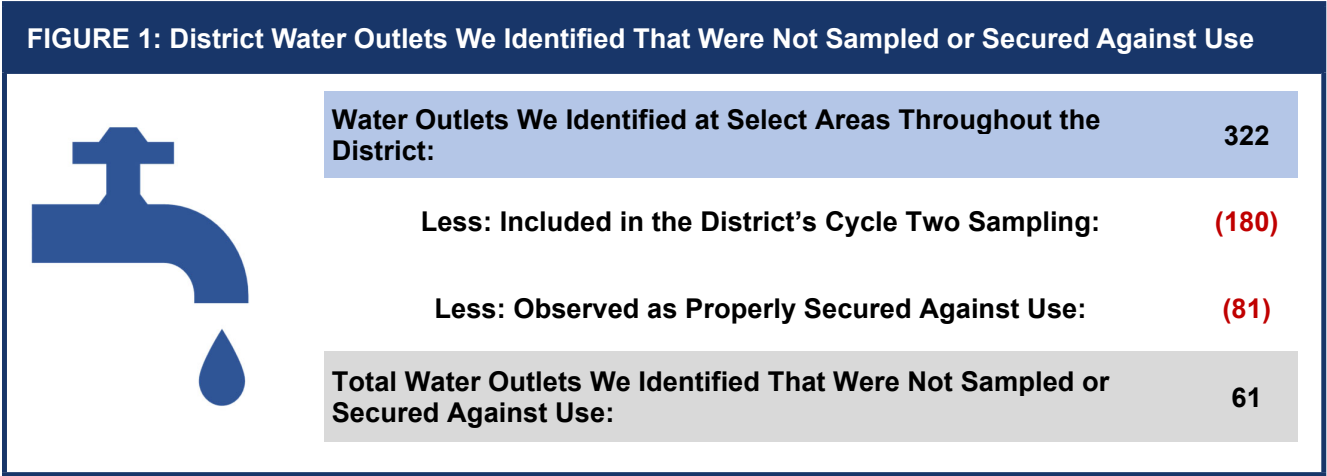 FIGURE 1: District Water Outlets We Identified That Were Not Sampled or Secured Against Use
Water Outlets We Identified at Select Areas Throughout the
District:
322
Less: Included in the District’s Cycle Two Sampling:
(180)
Less: Observed as Properly Secured Against Use:
(81)
Total Water Outlets We Identified That Were Not Sampled or
Secured Against Use:
61